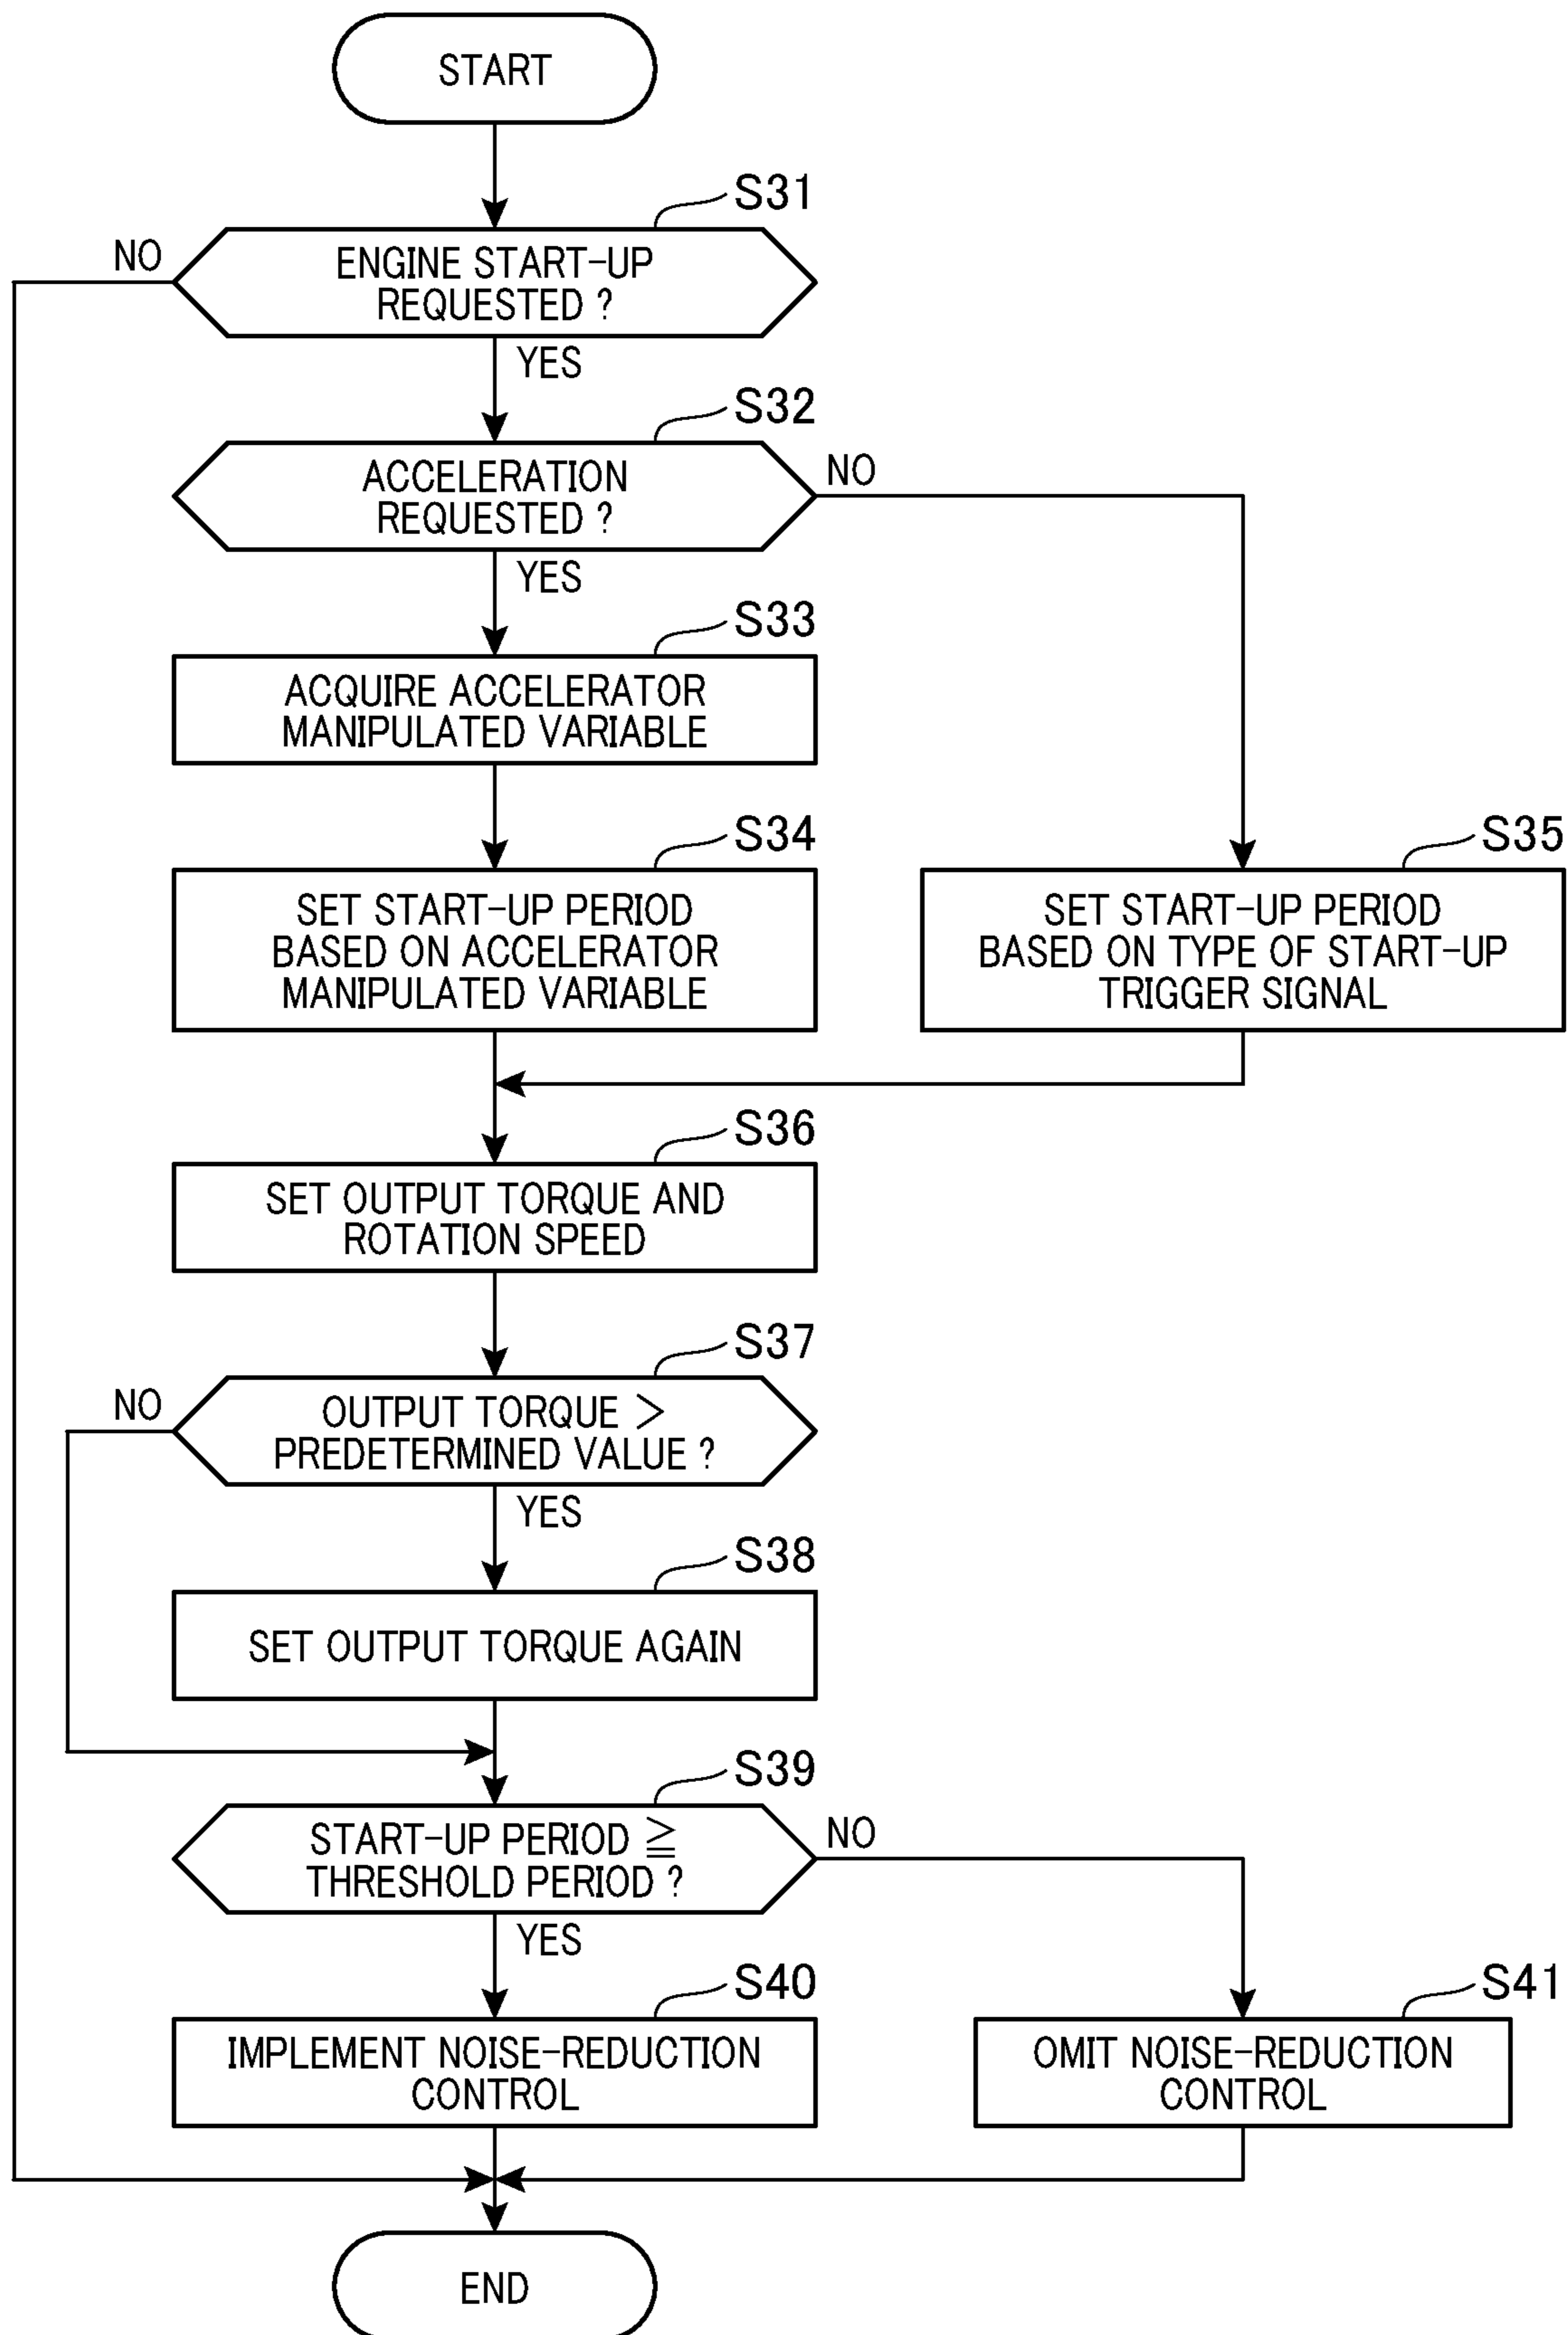 START
S31
NO
ENGINE START-UP
REQUESTED ?
YES
S32
ACCELERATION
REQUESTED ?
NO
YES
S33
ACQUIRE ACCELERATOR
MANIPULATED VARIABLE
S34
SET START-UP PERIOD
BASED ON ACCELERATOR
MANIPULATED VARIABLE
S35
SET START-UP PERIOD
BASED ON TYPE OF START-UP
TRIGGER SIGNAL
S36
SET OUTPUT TORQUE AND
ROTATION SPEED
S37
NO
OUTPUT TORQUE >
PREDETERMINED VALUE ?
YES
S38
SET OUTPUT TORQUE AGAIN
S39
START-UP PERIOD ≧
THRESHOLD PERIOD ?
NO
YES
S40
IMPLEMENT NOISE-REDUCTION
CONTROL
S41
OMIT NOISE-REDUCTION
CONTROL
END